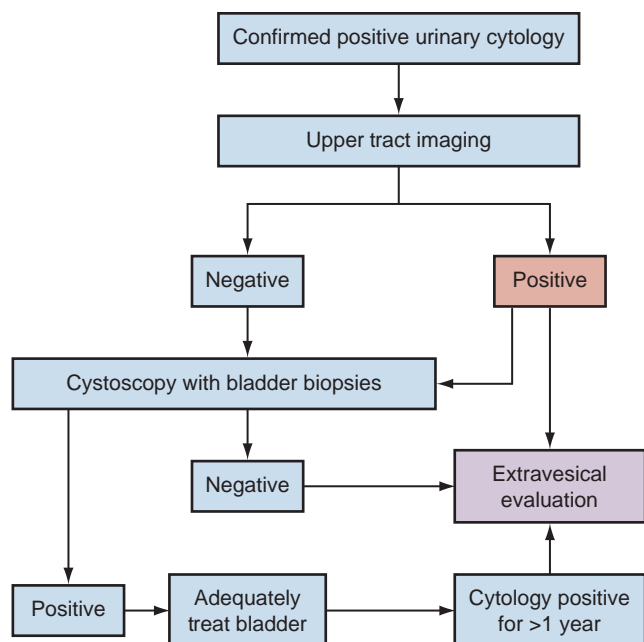 Confirmed positive urinary cytology
Upper tract imaging
Negative
Positive
Cystoscopy with bladder biopsies
Negative
Extravesical
evaluation
Positive
Adequately
treat bladder
Cytology positive
for >1 year